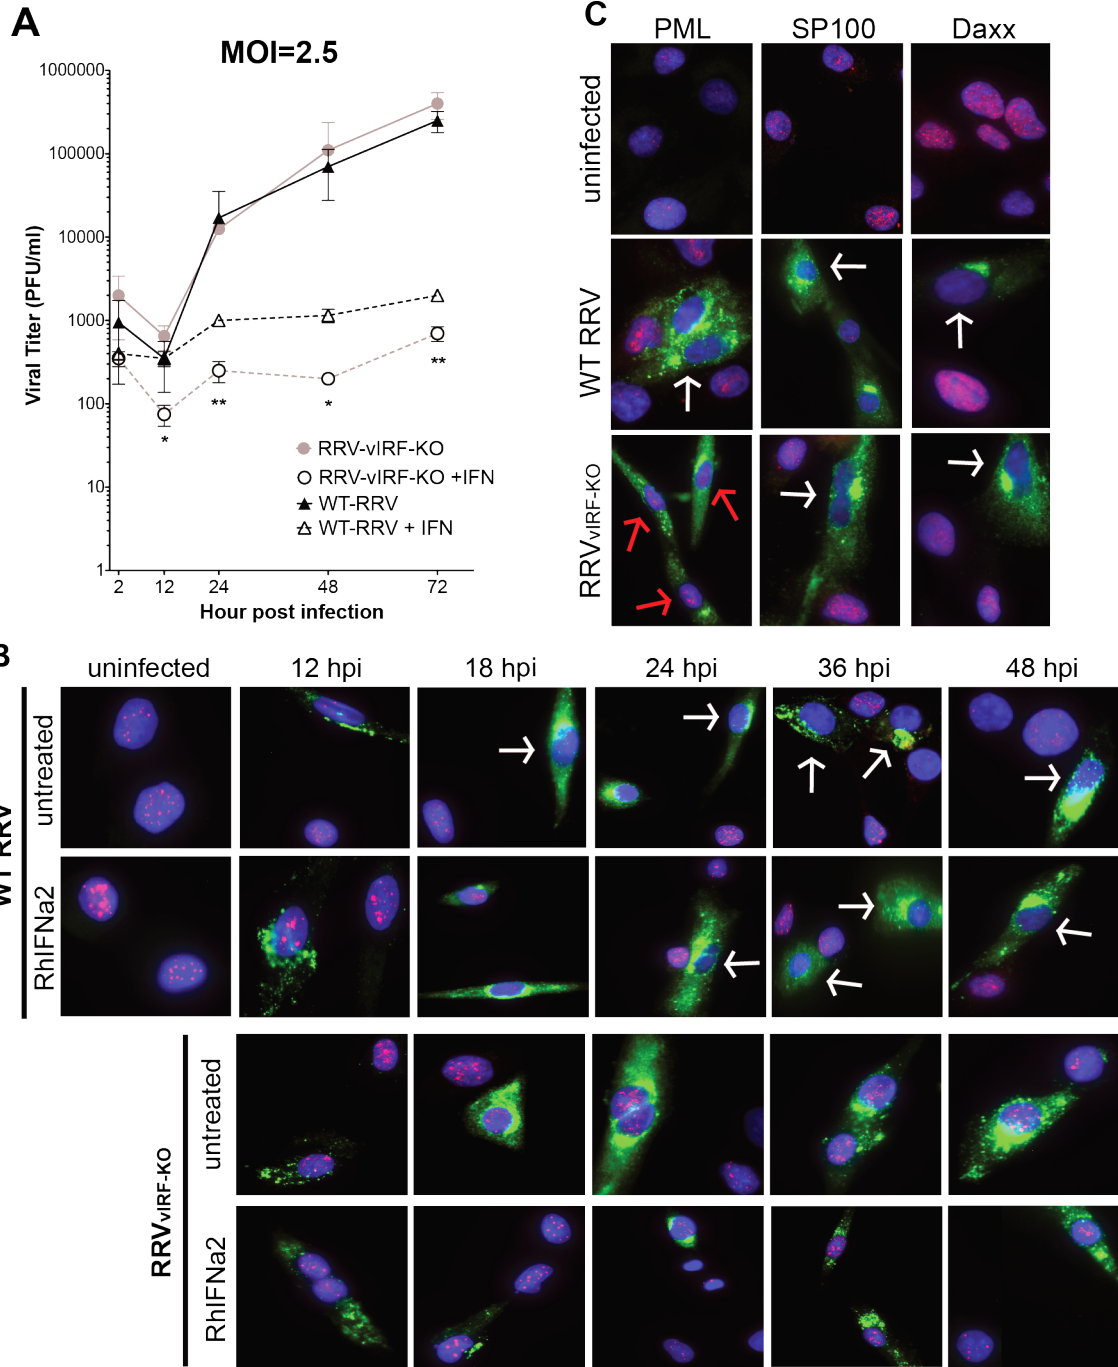 A
MOI=2.5
Viral Titer (PFU/ml)
1000000
100000
10000
1000
100
10
1
*
**
*
**
RRV-vIRF-KO
RRV-vIRF-KO +IFN
WT-RRV
WT-RRV + IFN
2 12 24 48 72
Hour post infection
C
PML SP100 Daxx
uninfected
WT RRV
RRVvIRF-KO
B
uninfected 12 hpi 18 hpi 24 hpi 36 hpi 48 hpi
WT RRV
untreated
RhIFNa2
RRVvIRF-KO
untreated
RhIFNa2